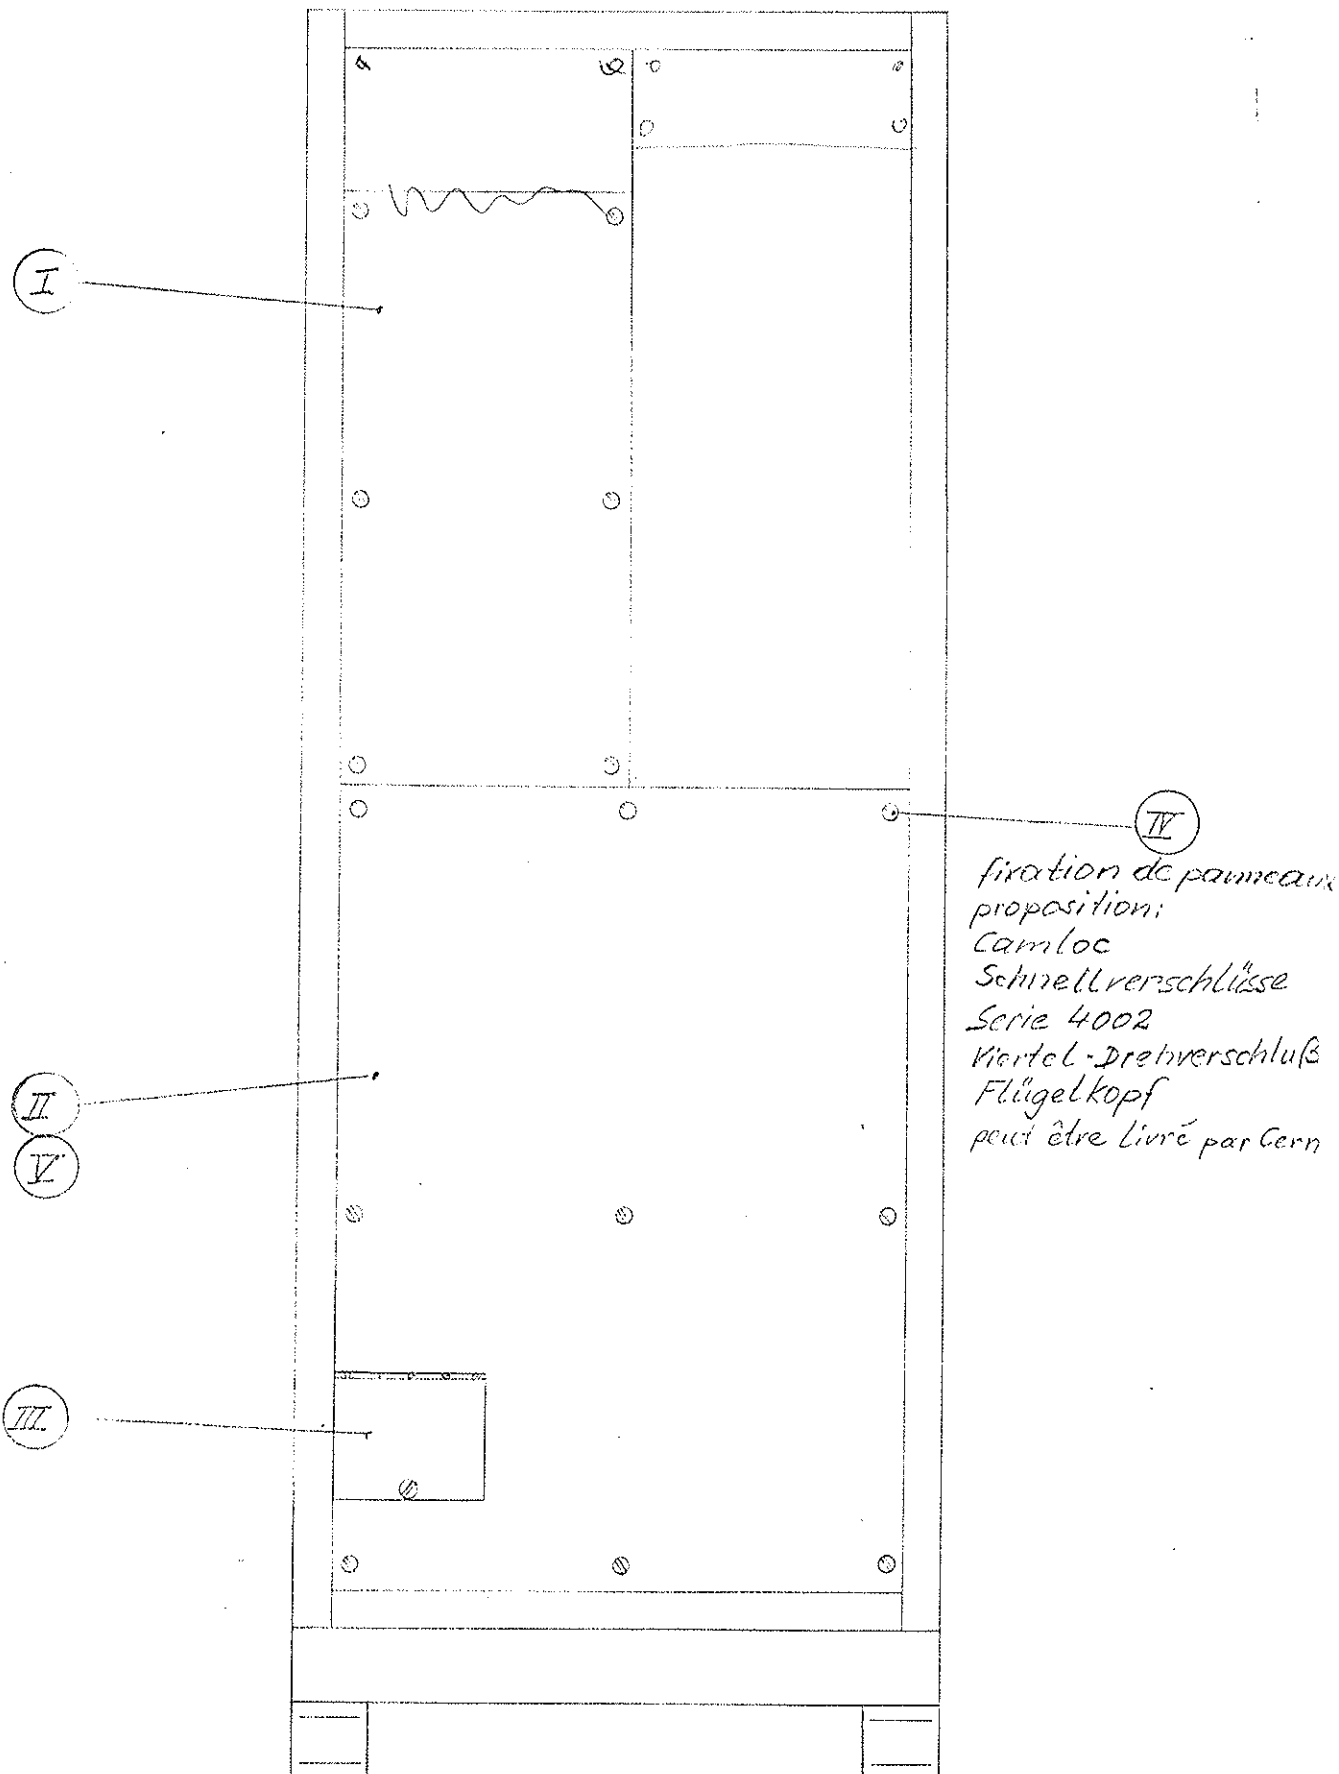 I
IV
fixation de panneaux
proposition:
Camloc
Schnellverschlüsse
Serie 4002
Viertel-Drehverschluß
Flügelkopf
peut être livré par Cern
II
V
III